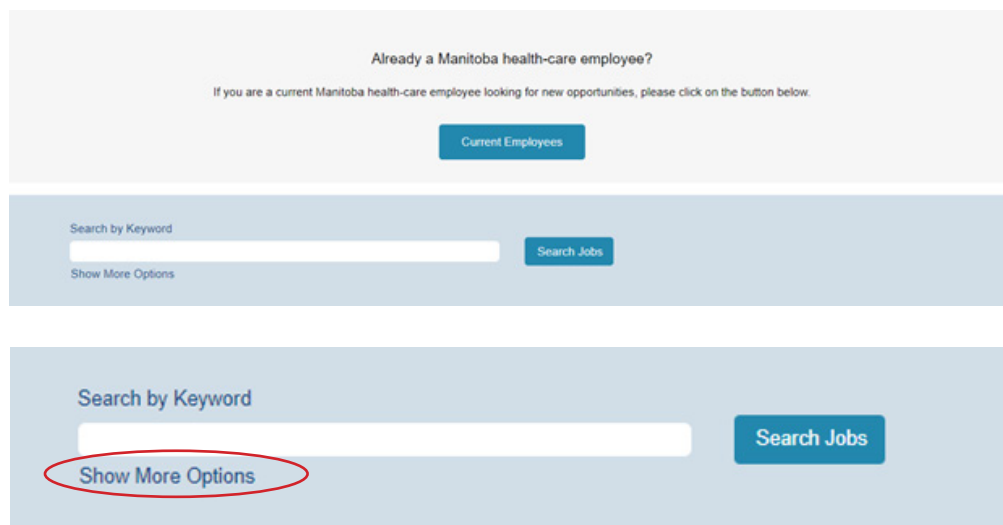 Already a Manitoba health-care employee?
If you are a current Manitoba health-care employee looking for new opportunities, please click on the button below.
Current Employees
Search by Keyword
Search Jobs
Show More Options
Search by Keyword
Search Jobs
Show More Options